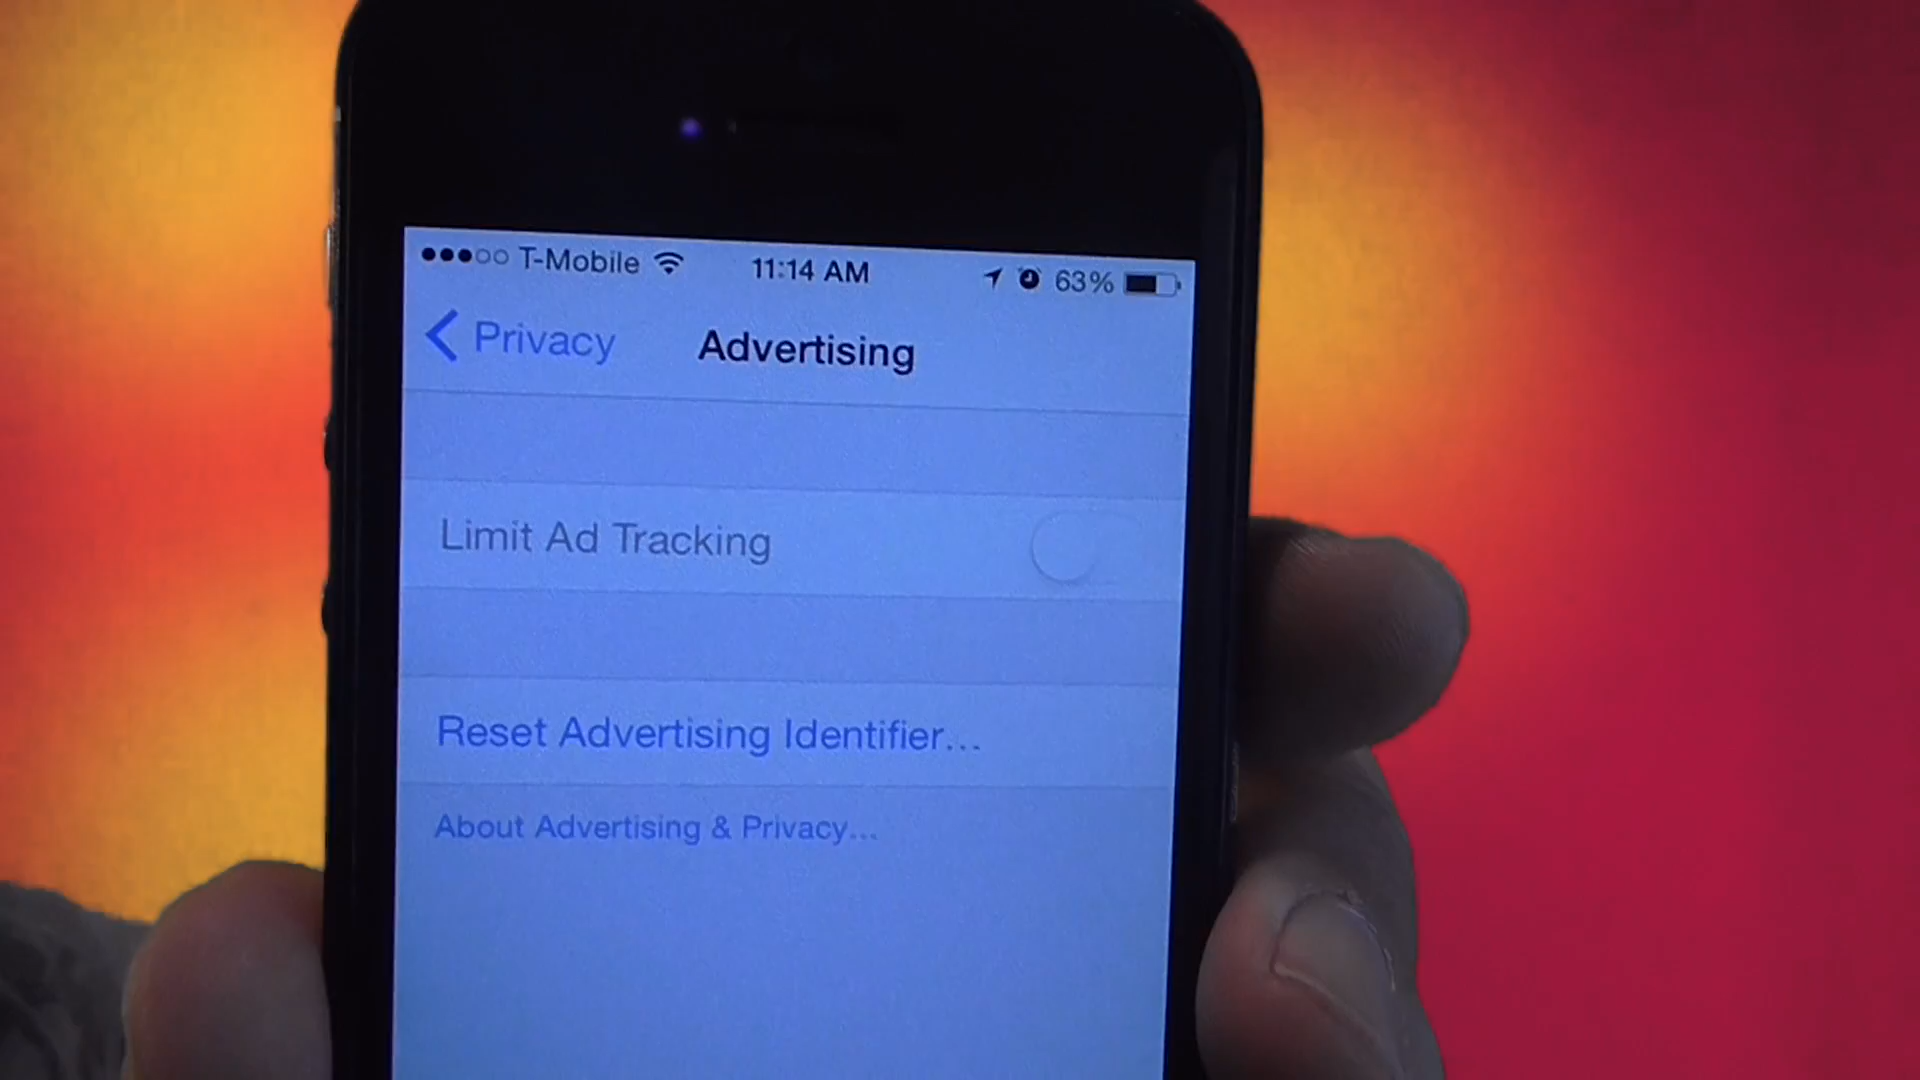 T-Mobile 11:14 AM 63%
Privacy Advertising
Limit Ad Tracking
Reset Advertising Identifier...
About Advertising & Privacy...